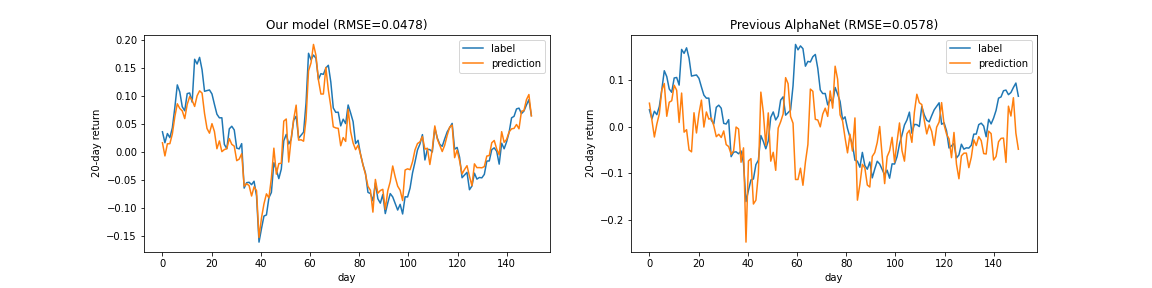 Our model (RMSE=0.0478)
0.20
0.15
0.10
0.05
0.00
−0.05
−0.10
−0.15
20-day return
label
prediction
0
20
40
60
80
100
120
140
day
Previous AlphaNet (RMSE=0.0578)
0.1
0.0
−0.1
−0.2
20-day return
label
prediction
0
20
40
60
80
100
120
140
day